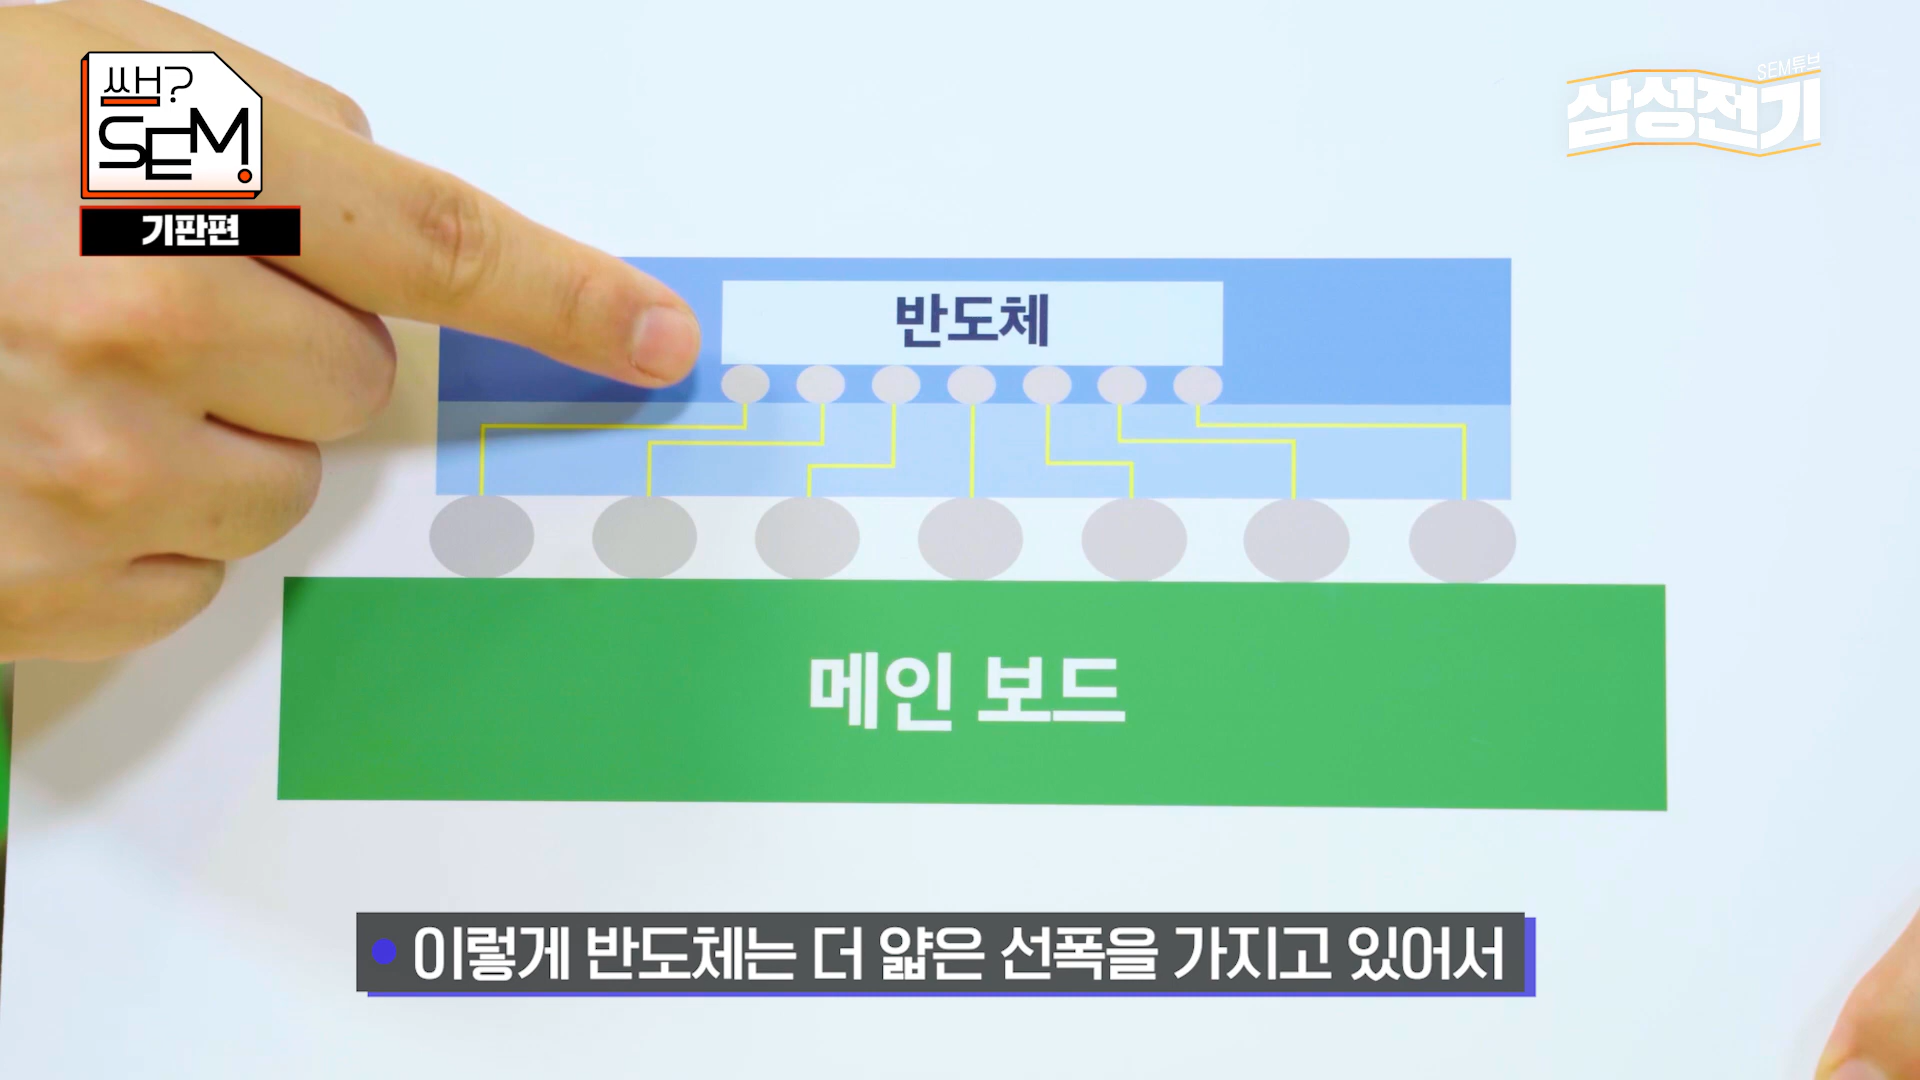 쌔?
SEM
기판편
SEM튜브
삼성전기
반도체
메인 보드
이렇게 반도체는 더 얇은 선폭을 가지고 있어서